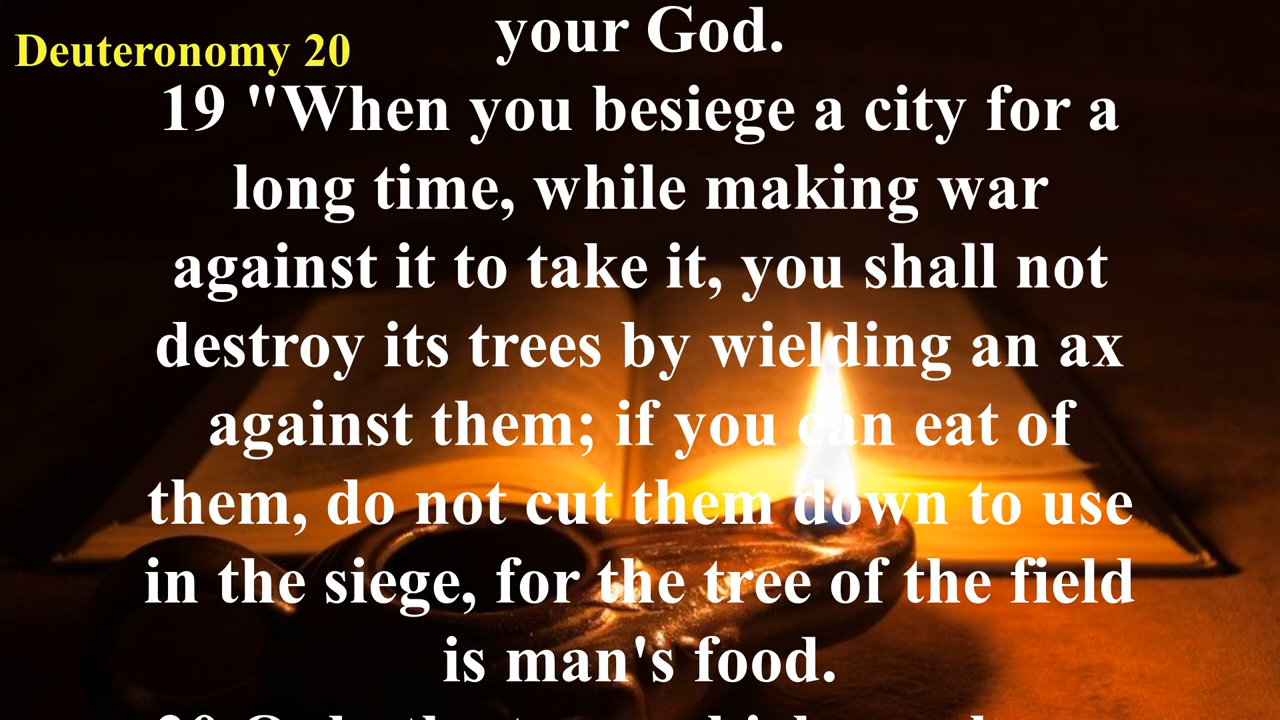 your God.
Deuteronomy 20
19 "When you besiege a city for a
long time, while making war
against it to take it, you shall not
destroy its trees by wielding an ax
against them; if you can eat of
them, do not cut them down to use
in the siege, for the tree of the field
is man's food.